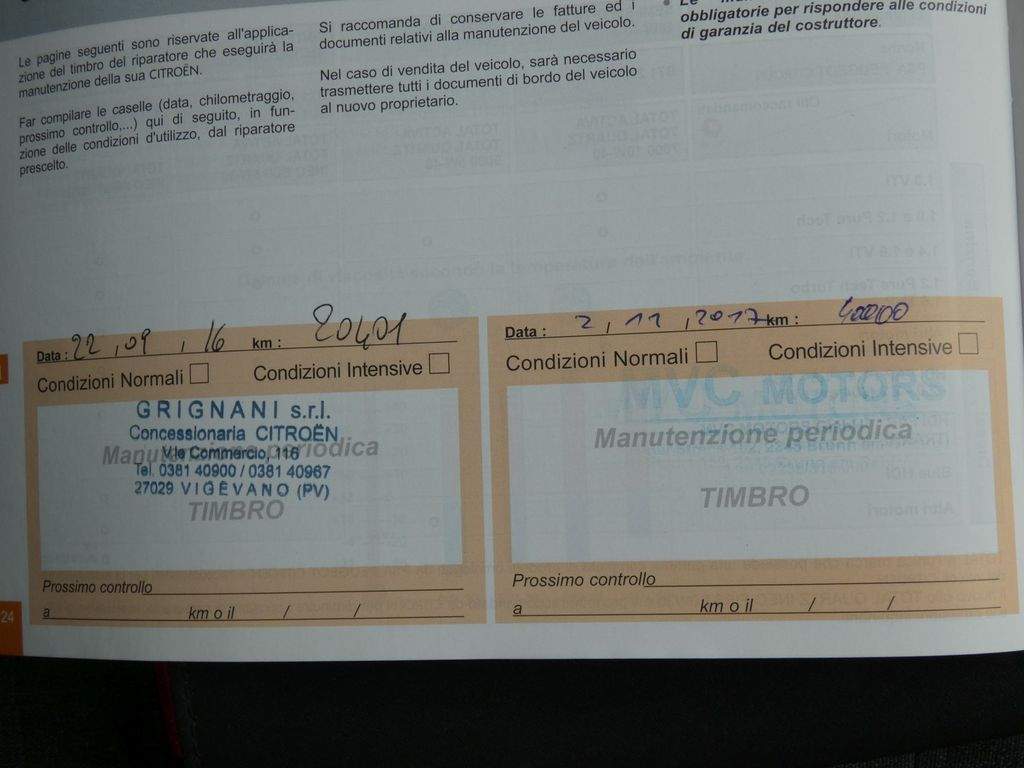 Le pagine seguenti sono riservate all'applica-
zione del timbro del riparatore che eseguirà la
manutenzione della sua CITROËN.
Far compilare le caselle (data, chilometraggio,
prossimo controllo,...) qui di seguito, in fun-
zione delle condizioni d'utilizzo, dal riparatore
prescelto.
Si raccomanda di conservare le fatture ed i
documenti relativi alla manutenzione del veicolo.
Nel caso di vendita del veicolo, sarà necessario
trasmettere tutti i documenti di bordo del veicolo
al nuovo proprietario.
obbligatorie per rispondere alle condizioni
di garanzia del costruttore.
Data : 22 , 09 , 16 km : 20401
Condizioni Normali Condizioni Intensive
GRIGNANI s.r.l.
Concessionaria CITROËN
Manutenzione periodica
V.le Commercio, 116
Tel. 0381 40900 / 0381 40967
27029 VIGEVANO (PV)
TIMBRO
Prossimo controllo
a km o il / /
Data : 2 , 11 , 2017 km : 40000
Condizioni Normali Condizioni Intensive
MVC MOTORS
Manutenzione periodica
TIMBRO
Prossimo controllo
a km o il / /
24